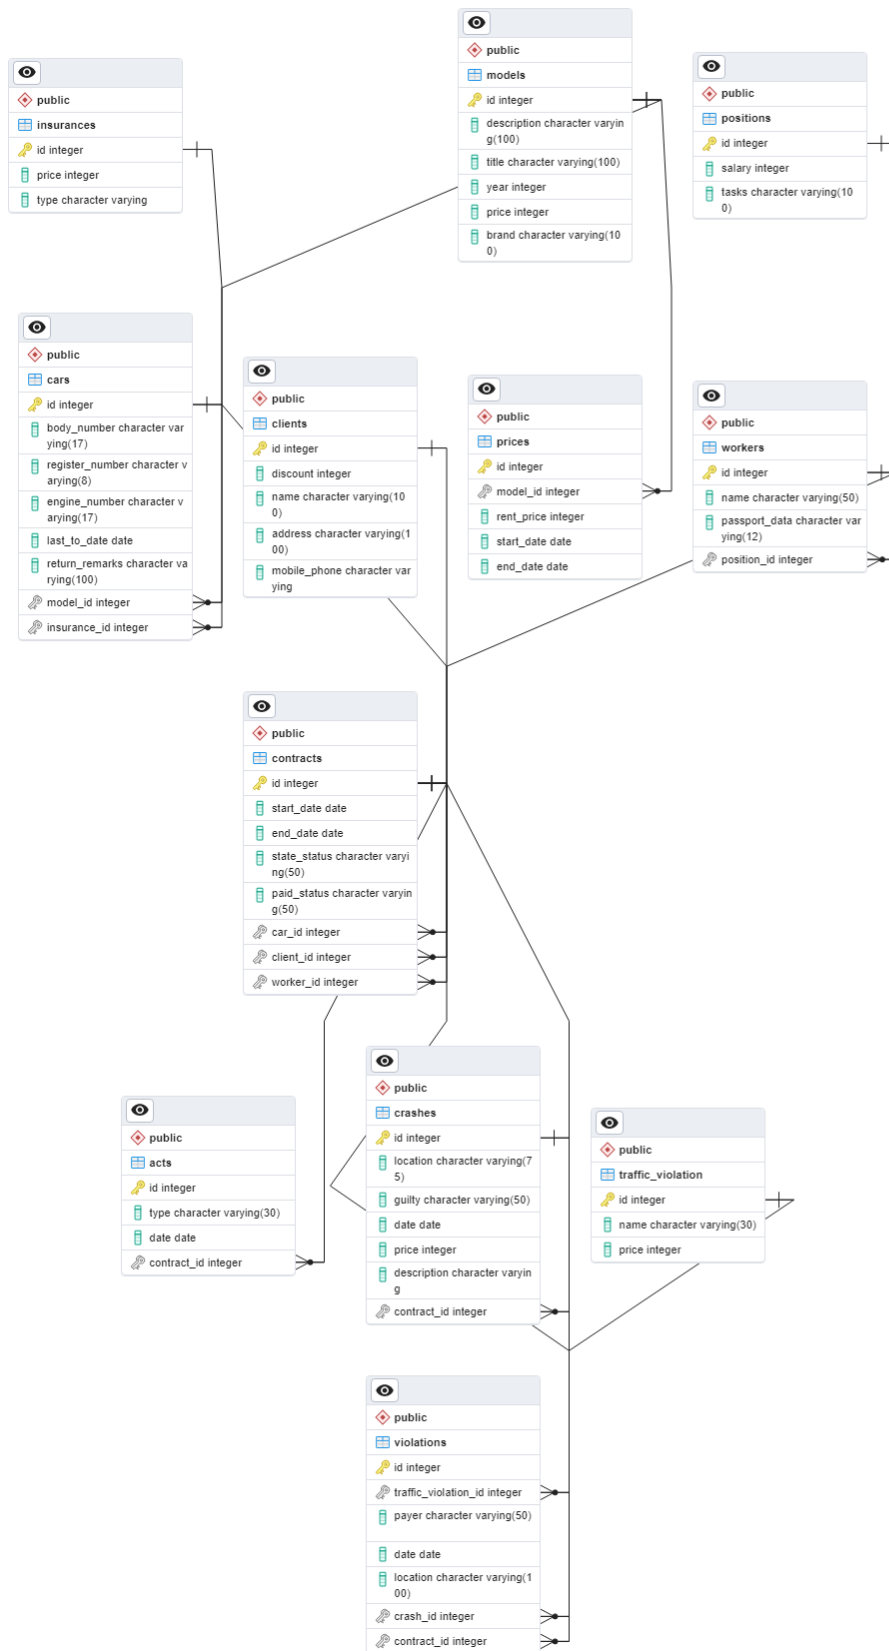 public
insurances
id integer
price integer
type character varying
public
models
id integer
description character varyin
g(100)
title character varying(100)
year integer
price integer
brand character varying(10
0)
public
positions
id integer
salary integer
tasks character varying(10
0)
public
cars
id integer
body_number character var
ying(17)
register_number character v
arying(8)
engine_number character v
arying(17)
last_to_date date
return_remarks character va
rying(100)
model_id integer
insurance_id integer
public
clients
id integer
discount integer
name character varying(10
0)
address character varying(1
00)
mobile_phone character var
ying
public
prices
id integer
model_id integer
rent_price integer
start_date date
end_date date
public
workers
id integer
name character varying(50)
passport_data character var
ying(12)
position_id integer
public
contracts
id integer
start_date date
end_date date
state_status character varyi
ng(50)
paid_status character varyin
g(50)
car_id integer
client_id integer
worker_id integer
public
acts
id integer
type character varying(30)
date date
contract_id integer
public
crashes
id integer
location character varying(7
5)
guilty character varying(50)
date date
price integer
description character varyin
g
contract_id integer
public
traffic_violation
id integer
name character varying(30)
price integer
public
violations
id integer
traffic_violation_id integer
payer character varying(50)
date date
location character varying(1
00)
crash_id integer
contract_id integer